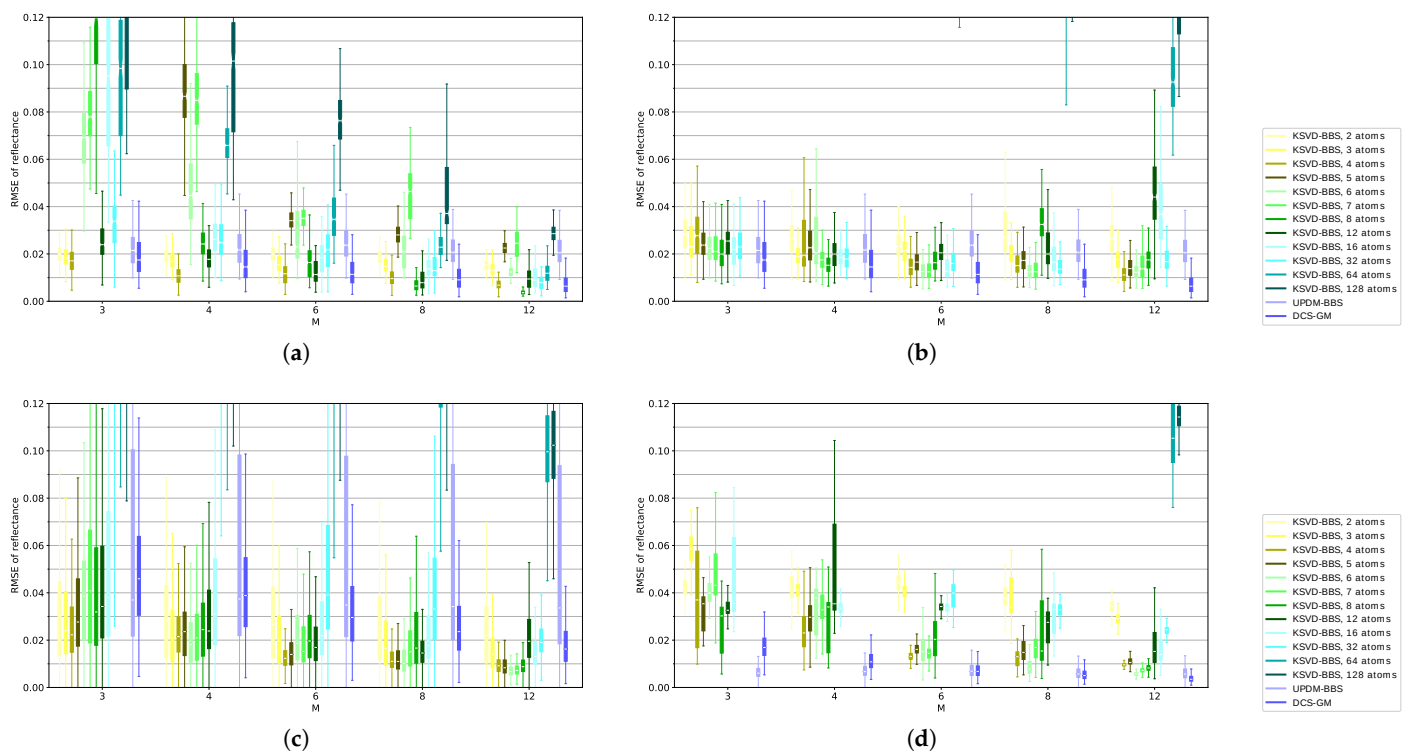 0.12
0.10
0.08
0.06
0.04
0.02
0.00
RMSE of reflectance
3 4 6 8 12
M
(a)
0.12
0.10
0.08
0.06
0.04
0.02
0.00
RMSE of reflectance
3 4 6 8 12
M
(b)
KSVD-BBS, 2 atoms
KSVD-BBS, 3 atoms
KSVD-BBS, 4 atoms
KSVD-BBS, 5 atoms
KSVD-BBS, 6 atoms
KSVD-BBS, 7 atoms
KSVD-BBS, 8 atoms
KSVD-BBS, 12 atoms
KSVD-BBS, 16 atoms
KSVD-BBS, 32 atoms
KSVD-BBS, 64 atoms
KSVD-BBS, 128 atoms
UPDM-BBS
DCS-GM
0.12
0.10
0.08
0.06
0.04
0.02
0.00
RMSE of reflectance
3 4 6 8 12
M
(c)
0.12
0.10
0.08
0.06
0.04
0.02
0.00
RMSE of reflectance
3 4 6 8 12
M
(d)
KSVD-BBS, 2 atoms
KSVD-BBS, 3 atoms
KSVD-BBS, 4 atoms
KSVD-BBS, 5 atoms
KSVD-BBS, 6 atoms
KSVD-BBS, 7 atoms
KSVD-BBS, 8 atoms
KSVD-BBS, 12 atoms
KSVD-BBS, 16 atoms
KSVD-BBS, 32 atoms
KSVD-BBS, 64 atoms
KSVD-BBS, 128 atoms
UPDM-BBS
DCS-GM